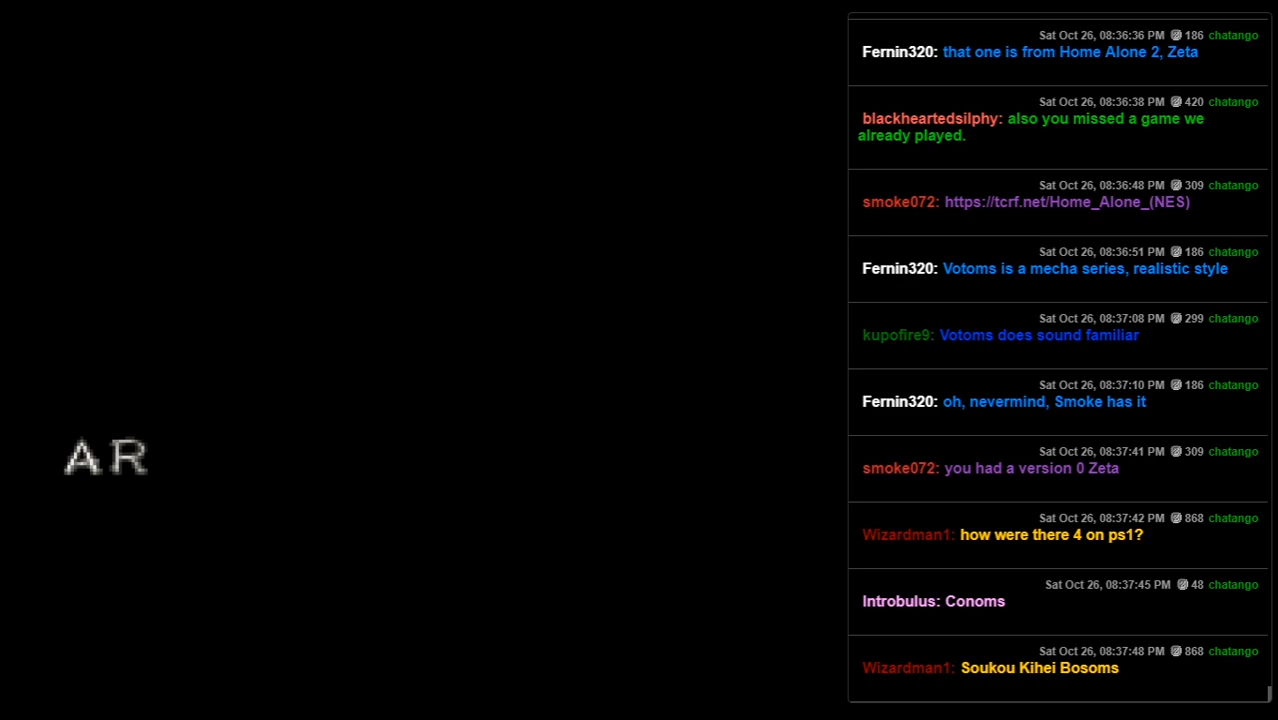 AR
Sat Oct 26, 08:36:36 PM 186 chatango
Fernin320: that one is from Home Alone 2, Zeta
Sat Oct 26, 08:36:38 PM 420 chatango
blackheartedsilphy: also you missed a game we
already played.
Sat Oct 26, 08:36:48 PM 309 chatango
smoke072: https://tcrf.net/Home_Alone_(NES)
Sat Oct 26, 08:36:51 PM 186 chatango
Fernin320: Votoms is a mecha series, realistic style
Sat Oct 26, 08:37:08 PM 299 chatango
kupofire9: Votoms does sound familiar
Sat Oct 26, 08:37:10 PM 186 chatango
Fernin320: oh, nevermind, Smoke has it
Sat Oct 26, 08:37:41 PM 309 chatango
smoke072: you had a version 0 Zeta
Sat Oct 26, 08:37:42 PM 868 chatango
Wizardman1: how were there 4 on ps1?
Sat Oct 26, 08:37:45 PM 48 chatango
Introbulus: Conoms
Sat Oct 26, 08:37:48 PM 868 chatango
Wizardman1: Soukou Kihei Bosoms